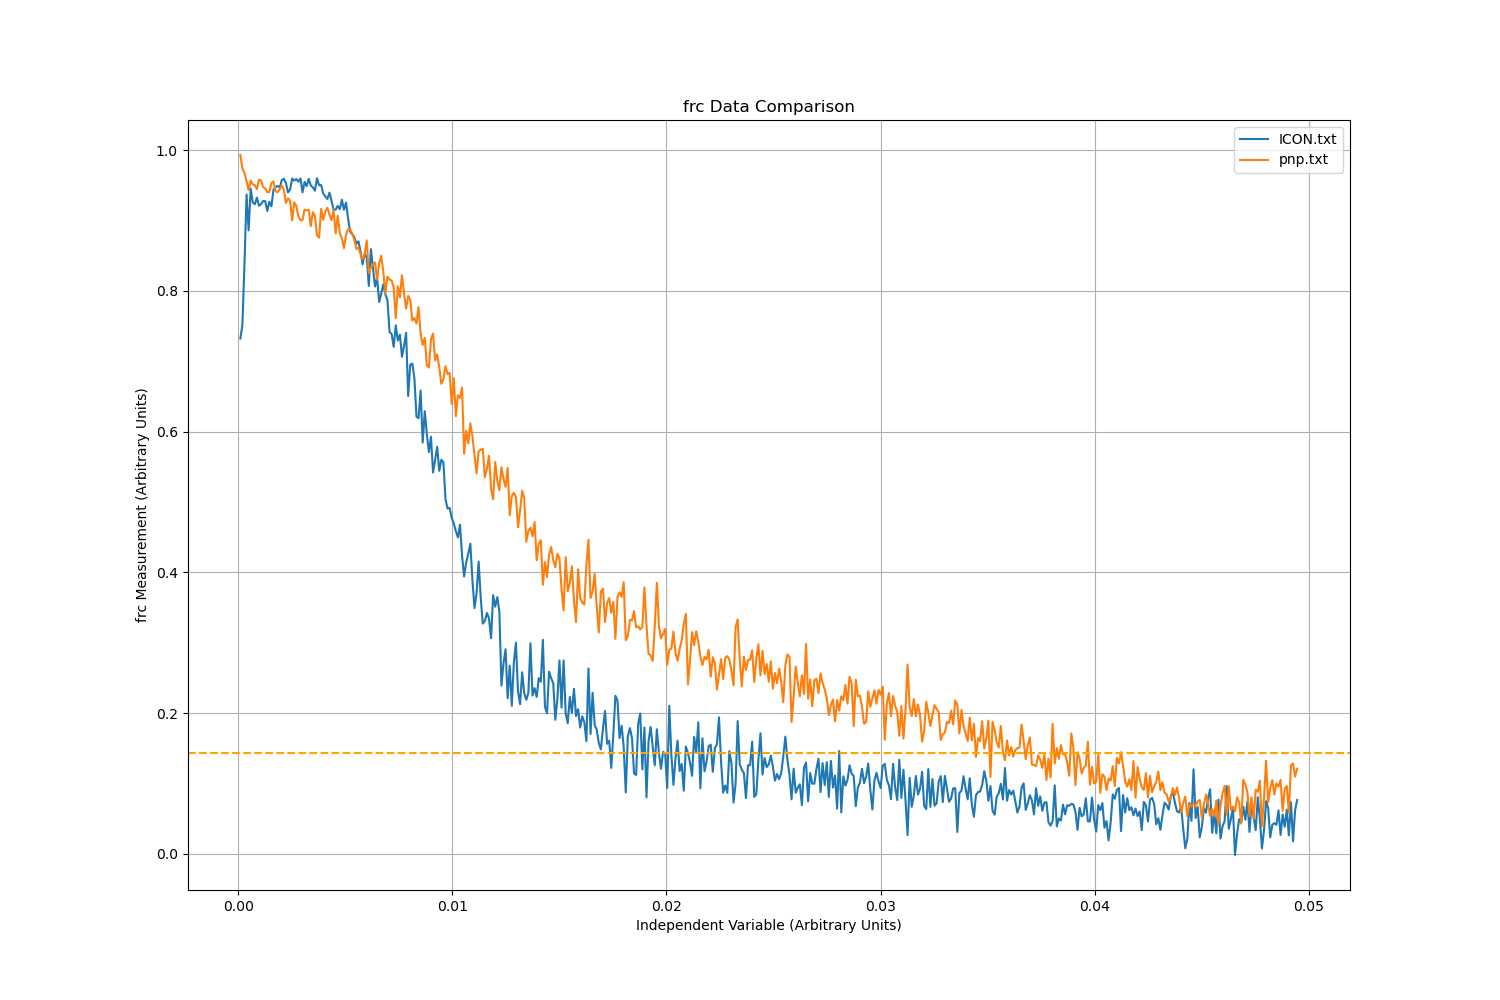 frc Data Comparison
ICON.txt
pnp.txt
1.0
0.8
0.6
0.4
0.2
0.0
frc Measurement (Arbitrary Units)
0.00 0.01 0.02 0.03 0.04 0.05
Independent Variable (Arbitrary Units)